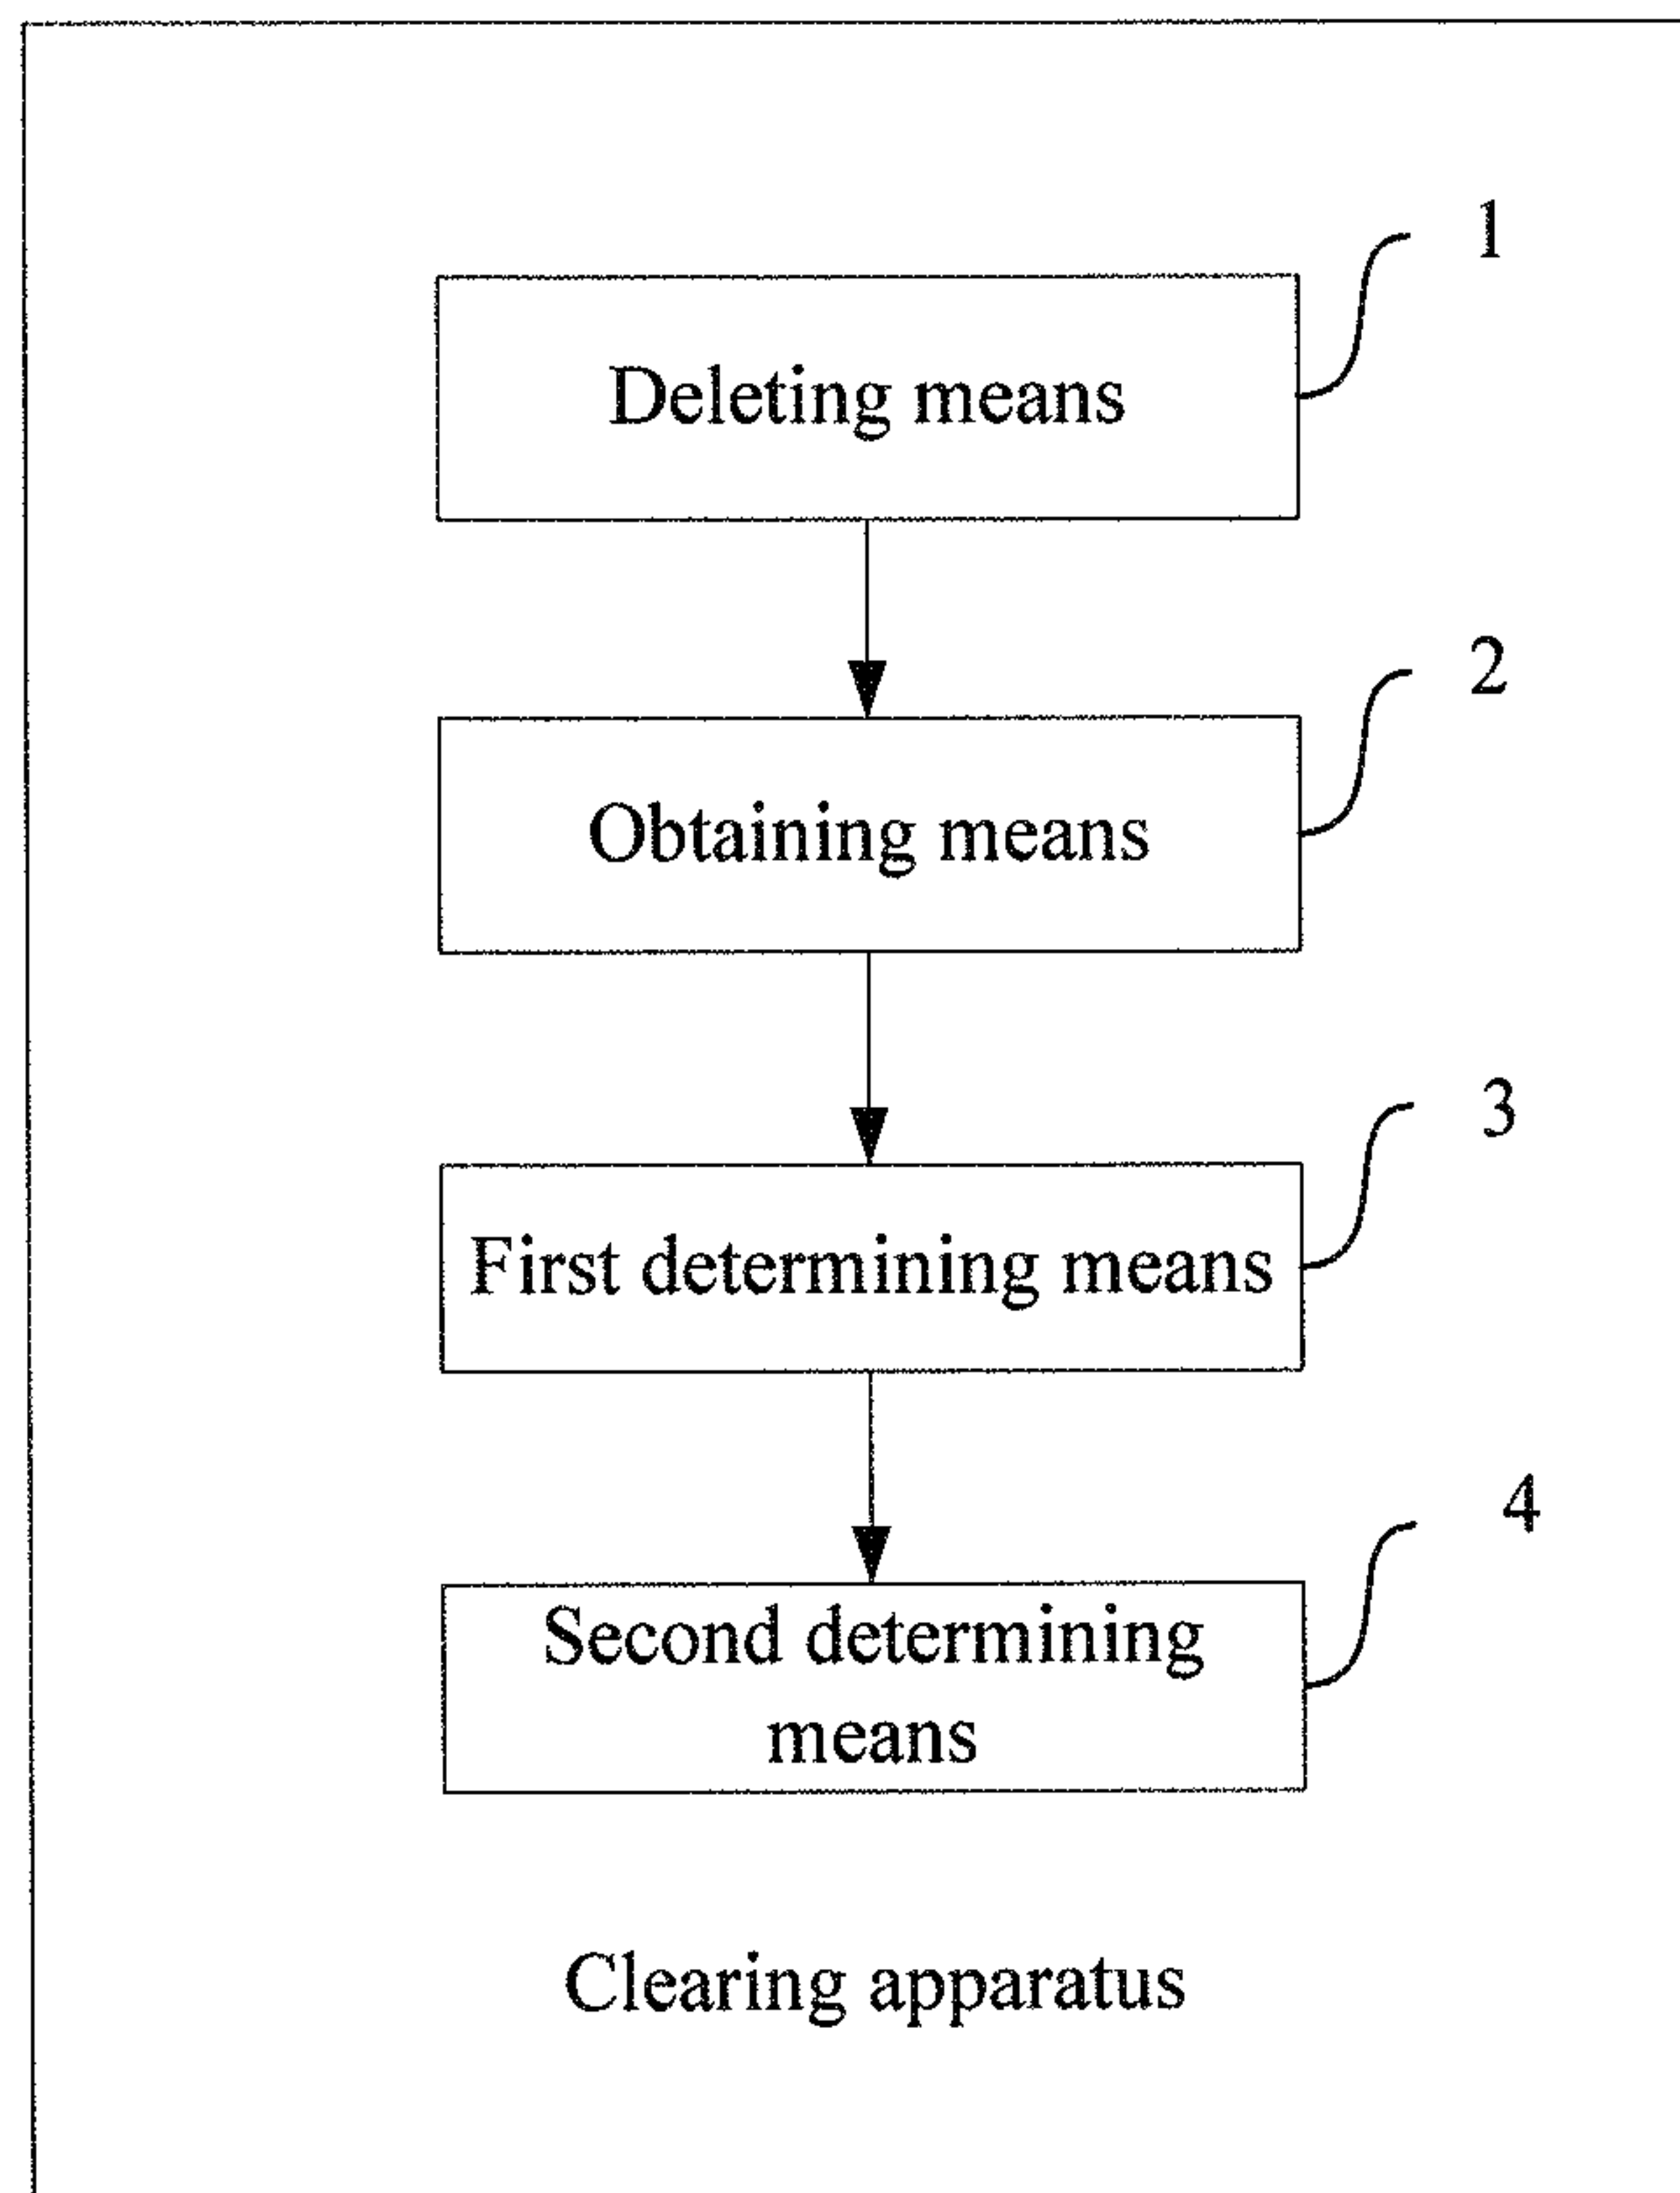 1
Deleting means
2
Obtaining means
3
First determining means
4
Second determining
means
Clearing apparatus